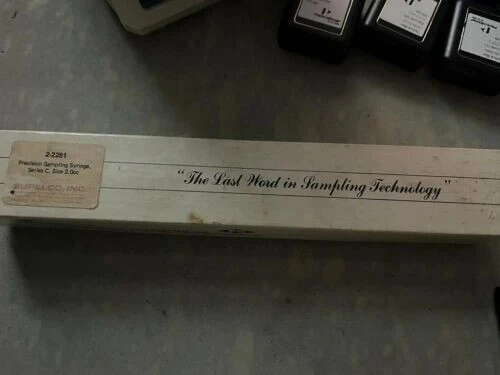 2-2281
Precision Sampling Syringe,
Series C, Size 2.0cc
SUPELCO, INC.
"The Last Word in Sampling Technology"